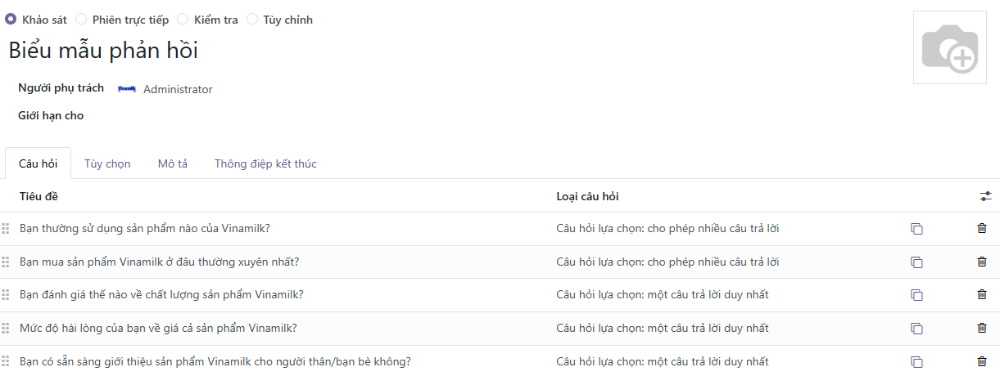 Khảo sát Phiên trực tiếp Kiểm tra Tùy chỉnh
Biểu mẫu phản hồi
Người phụ trách Vinamilk Administrator
Giới hạn cho
Câu hỏi Tùy chọn Mô tả Thông điệp kết thúc
Tiêu đề Loại câu hỏi
Bạn thường sử dụng sản phẩm nào của Vinamilk? Câu hỏi lựa chọn: cho phép nhiều câu trả lời
Bạn mua sản phẩm Vinamilk ở đâu thường xuyên nhất? Câu hỏi lựa chọn: cho phép nhiều câu trả lời
Bạn đánh giá thế nào về chất lượng sản phẩm Vinamilk? Câu hỏi lựa chọn: một câu trả lời duy nhất
Mức độ hài lòng của bạn về giá cả sản phẩm Vinamilk? Câu hỏi lựa chọn: một câu trả lời duy nhất
Bạn có sẵn sàng giới thiệu sản phẩm Vinamilk cho người thân/bạn bè không? Câu hỏi lựa chọn: một câu trả lời duy nhất